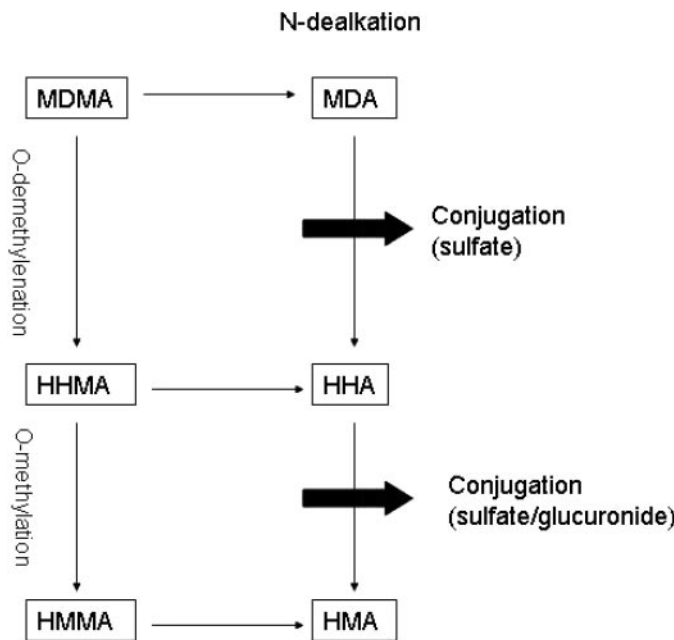 N-dealkation
MDMA
MDA
O-demethylenation
Conjugation
(sulfate)
HHMA
HHA
O-methylation
Conjugation
(sulfate/glucuronide)
HMMA
HMA